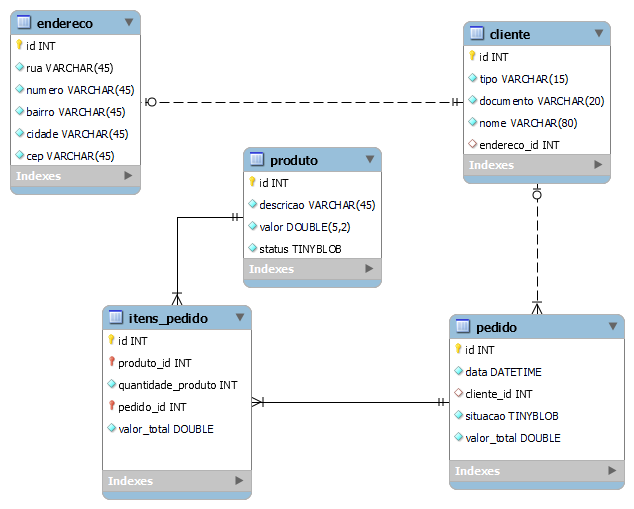 endereco
id INT
rua VARCHAR(45)
numero VARCHAR(45)
bairro VARCHAR(45)
cidade VARCHAR(45)
cep VARCHAR(45)
Indexes
cliente
id INT
tipo VARCHAR(15)
documento VARCHAR(20)
nome VARCHAR(80)
endereco_id INT
Indexes
produto
id INT
descricao VARCHAR(45)
valor DOUBLE(5,2)
status TINYBLOB
Indexes
itens_pedido
id INT
produto_id INT
quantidade_produto INT
pedido_id INT
valor_total DOUBLE
Indexes
pedido
id INT
data DATETIME
cliente_id INT
situacao TINYBLOB
valor_total DOUBLE
Indexes